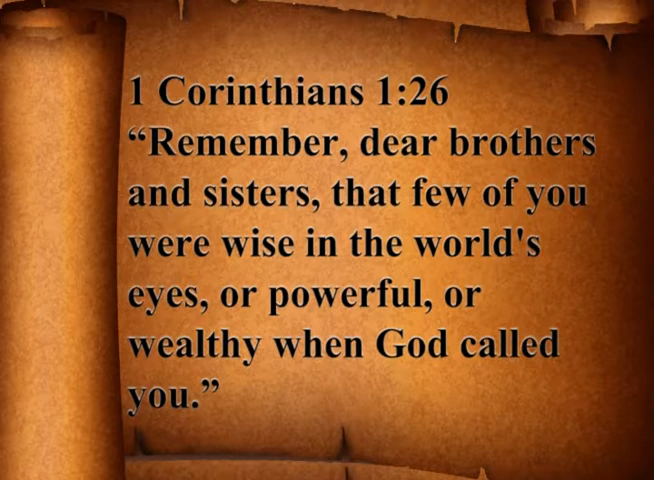 1 Corinthians 1:26
“Remember, dear brothers
and sisters, that few of you
were wise in the world's
eyes, or powerful, or
wealthy when God called
you.”